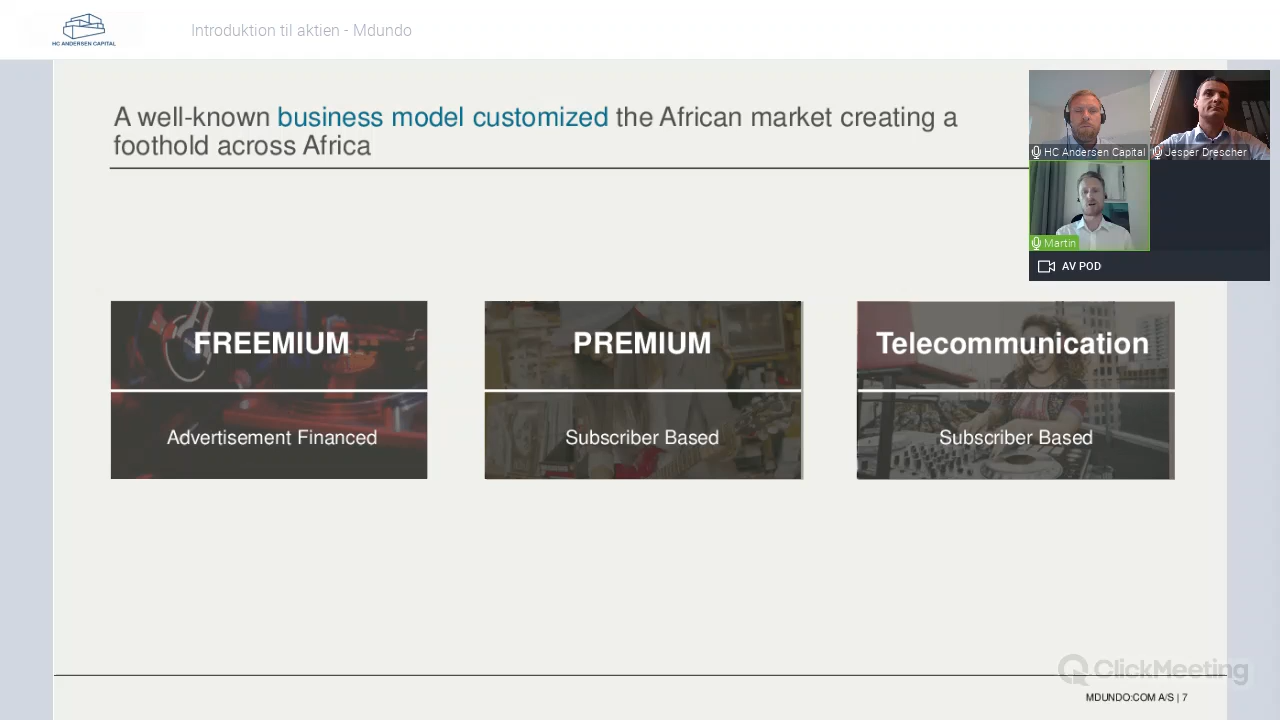 HC ANDERSEN CAPITAL
Introduktion til aktien - Mdundo
A well-known business model customized the African market creating a
foothold across Africa
HC Andersen Capital
Jesper Drescher
Martin
AV POD
FREEMIUM
Advertisement Financed
PREMIUM
Subscriber Based
Telecommunication
Subscriber Based
ClickMeeting
MDUNDO:COM A/S | 7